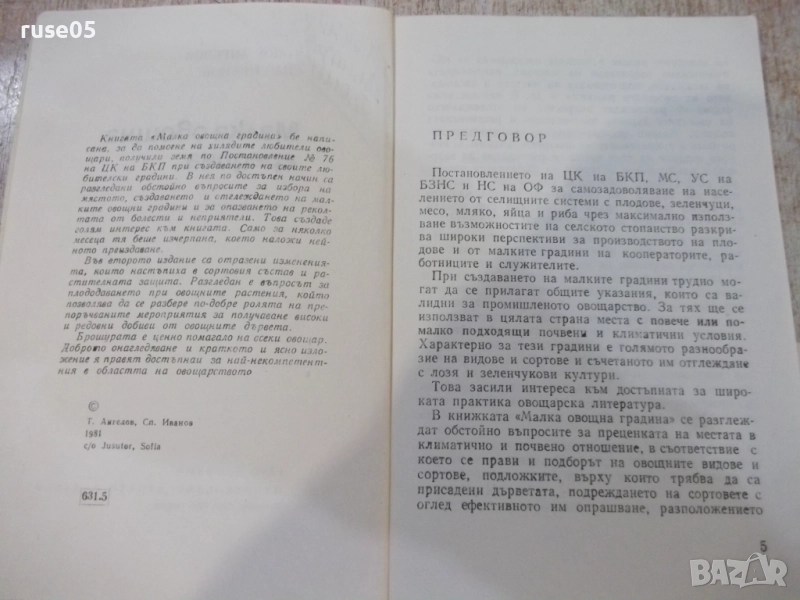 ruse05
Книгата «Малка овощна градина» бе напи-
сана, за да помогне на хилядите любители ово-
щари, получили земя по Постановление № 76
на ЦК на БКП при създаването на своите лю-
бителски градини. В нея по достъпен начин са
разгледани обстойно въпросите за избора на
мястото, създаването и отглеждането на мал-
ките овощни градини и за опазването на рекол-
тата от болести и неприятели. Това създаде
голям интерес към книгата. Само за няколко
месеца тя беше изчерпана, което наложи ней-
ното преиздаване.
Във второто издание са отразени изменения-
та, които настъпиха в сортовия състав и рас-
тителната защита. Разгледан е въпросът за
плододаването при овощните растения, който
позволява да се разбере по-добре ролята на пре-
поръчваните мероприятия за получаване високи
и редовни добиви от овощните дървета.
Брошурата е ценно помагало на всеки овощар.
Доброто онагледяване и краткото и ясно изло-
жение я правят достъпнаи за най-некомпетент-
ния в областта на овощарството
©
Г. Ангелов, Сп. Иванов
1981
c/o Jusutor, Sofia
631.5
ПРЕДГОВОР
Постановлението на ЦК на БКП, МС, УС на
БЗНС и НС на ОФ за самозадоволяване на насе-
лението от селищните системи с плодове, зеленчуци,
месо, мляко, яйца и риба чрез максимално използ-
ване възможностите на селското стопанство разкри-
ва широки перспективи за производството на пло-
дове и от малките градини на кооператорите, ра-
ботниците и служителите.
При създаването на малките градини трудно мо-
гат да се прилагат общите указания, които са ва-
лидни за промишленото овощарство. За тях ще се
използват в цялата страна места с повече или по-
малко подходящи почвени и климатични условия.
Характерно за тези градини е голямото разнообра-
зие на видове и сортове и съчетаното им отглеждане
с лозя и зеленчукови култури.
Това засили интереса към достъпната за широ-
ката практика овощарска литература.
В книжката «Малка овощна градина» се разглеж-
дат обстойно въпросите за преценката на местата в
климатично и почвено отношение, в съответствие с
което се прави и подборът на овощните видове и
сортове, подложките, върху които трябва да са
присадени дърветата, подреждането на сортовете с
оглед ефективното им опрашване, разположението
5
BAZAR